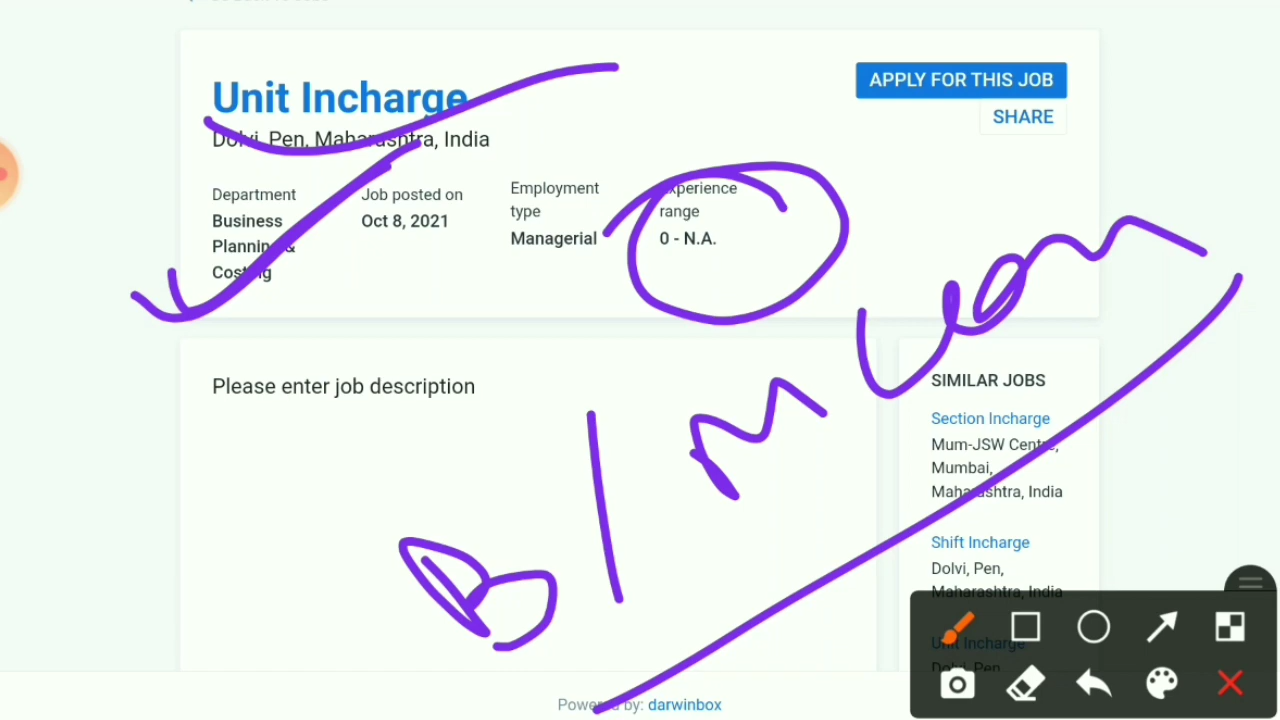 Unit Incharge
Dolvi, Pen, Maharashtra, India
APPLY FOR THIS JOB
SHARE
Department
Business Planning & Costing
Job posted on
Oct 8, 2021
Employment type
Managerial
Experience range
0 - N.A.
Please enter job description
SIMILAR JOBS
Section Incharge
Mum-JSW Centre,
Mumbai,
Maharashtra, India
Shift Incharge
Dolvi, Pen,
Maharashtra, India
Unit Incharge
Dolvi, Pen,
Powered by: darwinbox